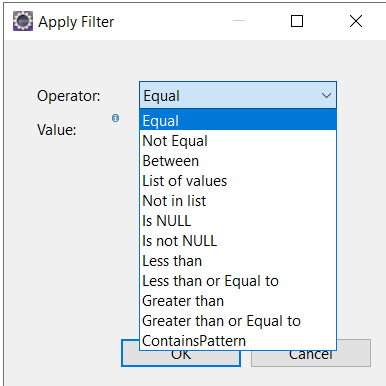 Apply Filter
Operator: Equal
Value:
Equal
Not Equal
Between
List of values
Not in list
Is NULL
Is not NULL
Less than
Less than or Equal to
Greater than
Greater than or Equal to
ContainsPattern
OK Cancel